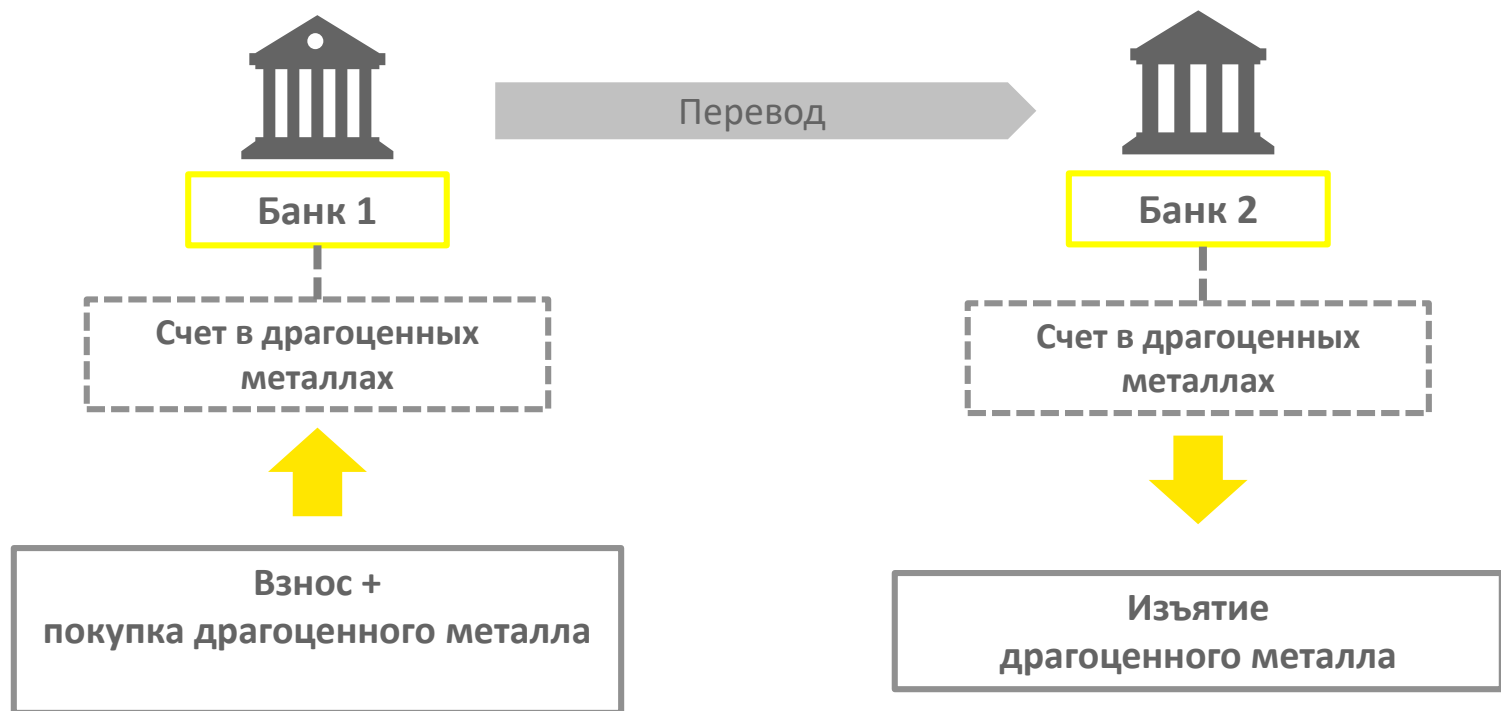 Перевод
Банк 1
Банк 2
Счет в драгоценных
металлах
Счет в драгоценных
металлах
Взнос +
покупка драгоценного металла
Изъятие
драгоценного металла